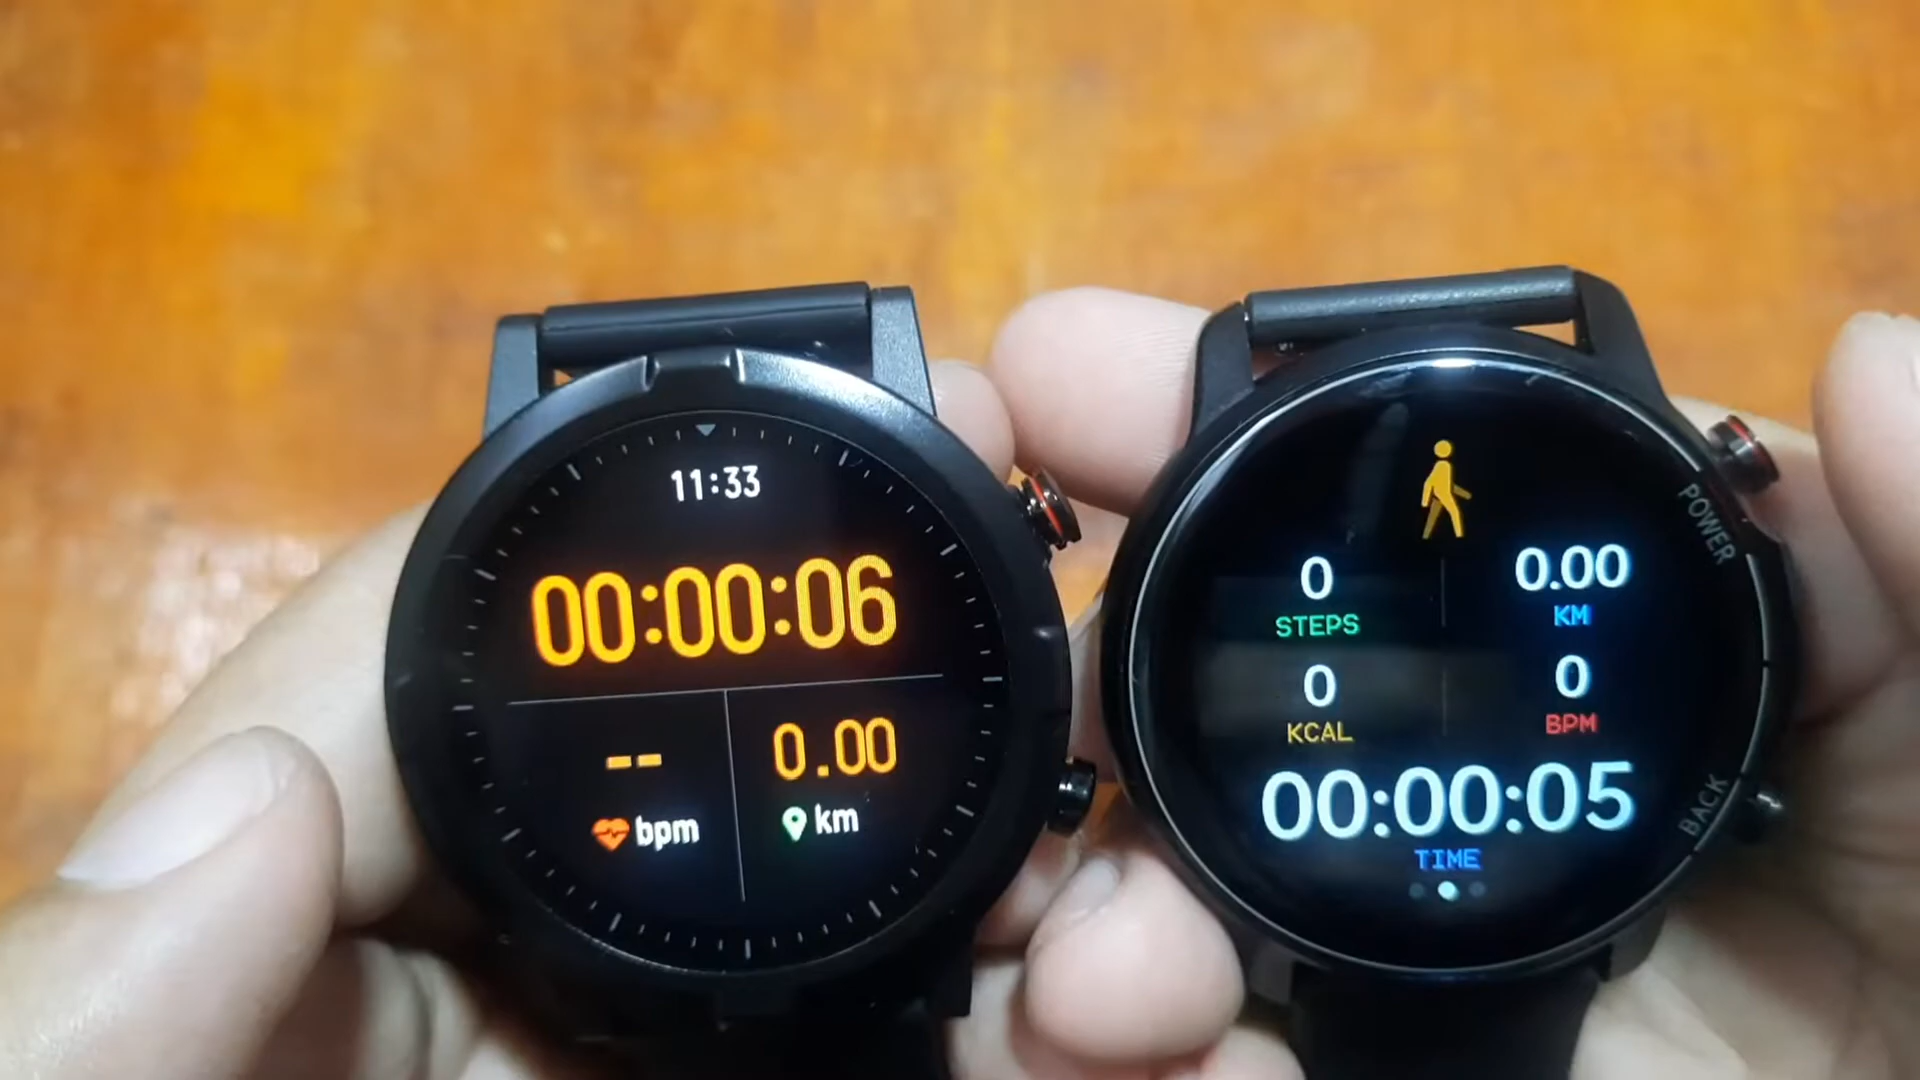 11:33
00:00:06
--
0.00
bpm
km
0
0.00
STEPS
KM
0
0
KCAL
BPM
00:00:05
TIME
POWER
BACK